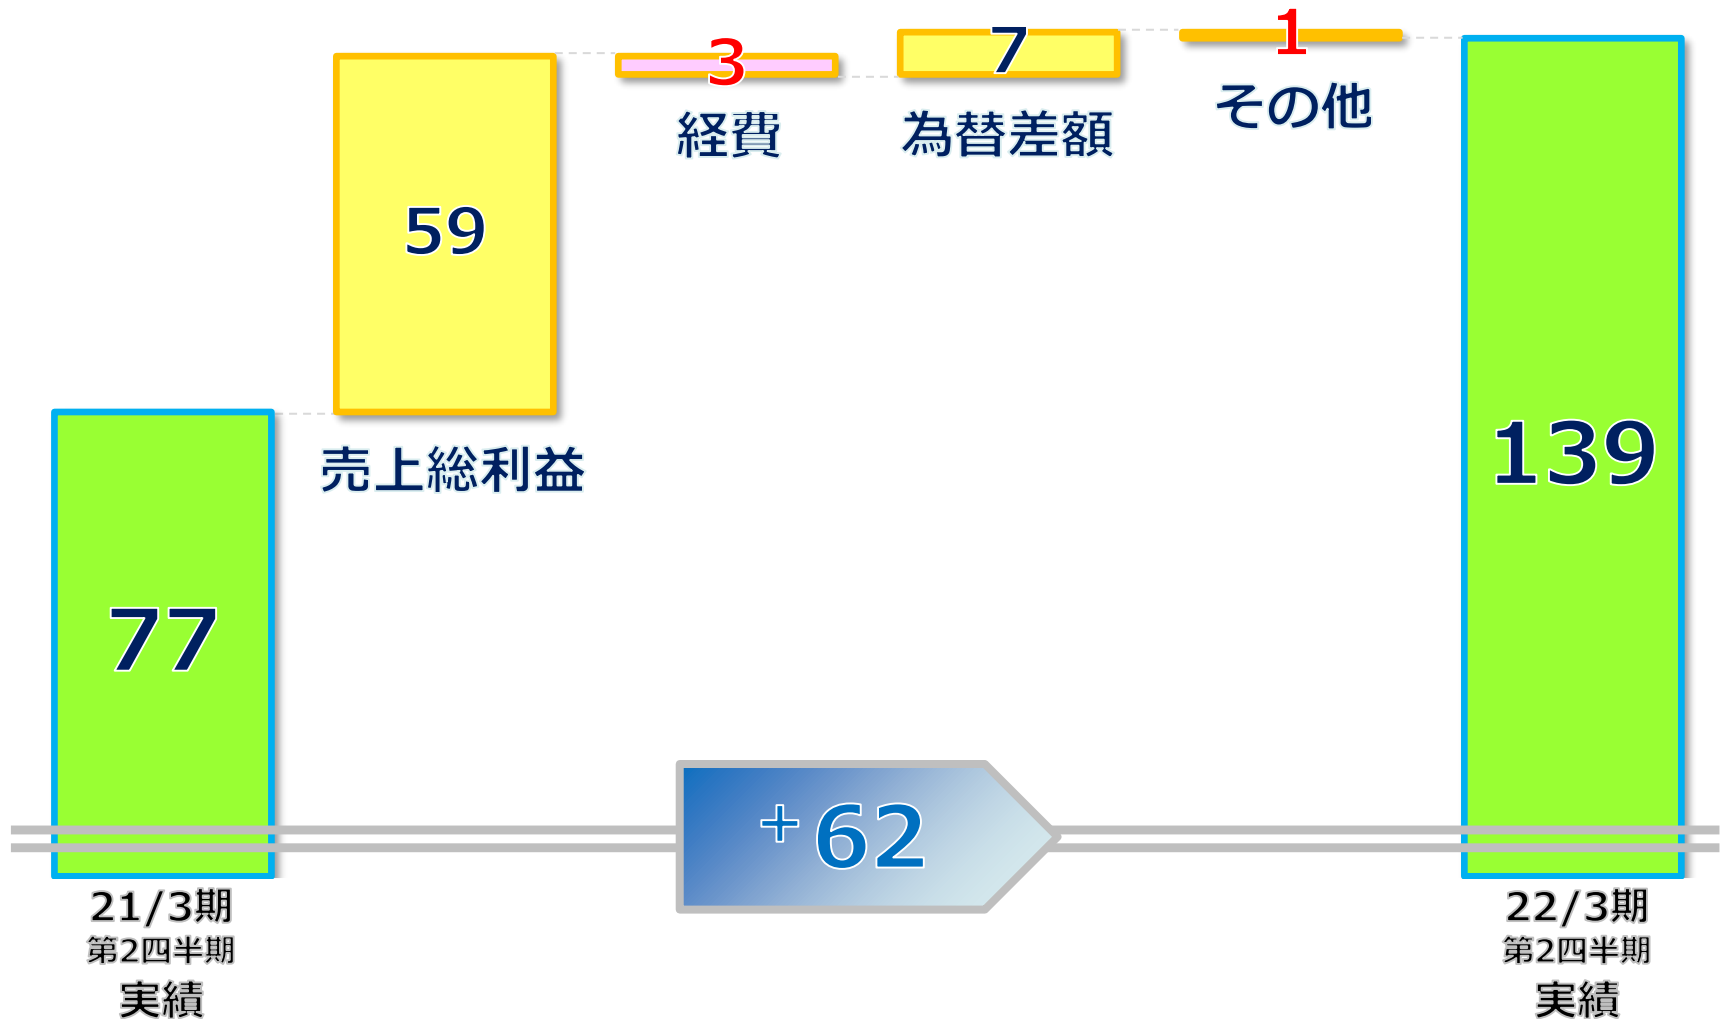 3
経費
7
為替差額
1
その他
59
売上総利益
77
139
+62
21/3期
第2四半期
実績
22/3期
第2四半期
実績